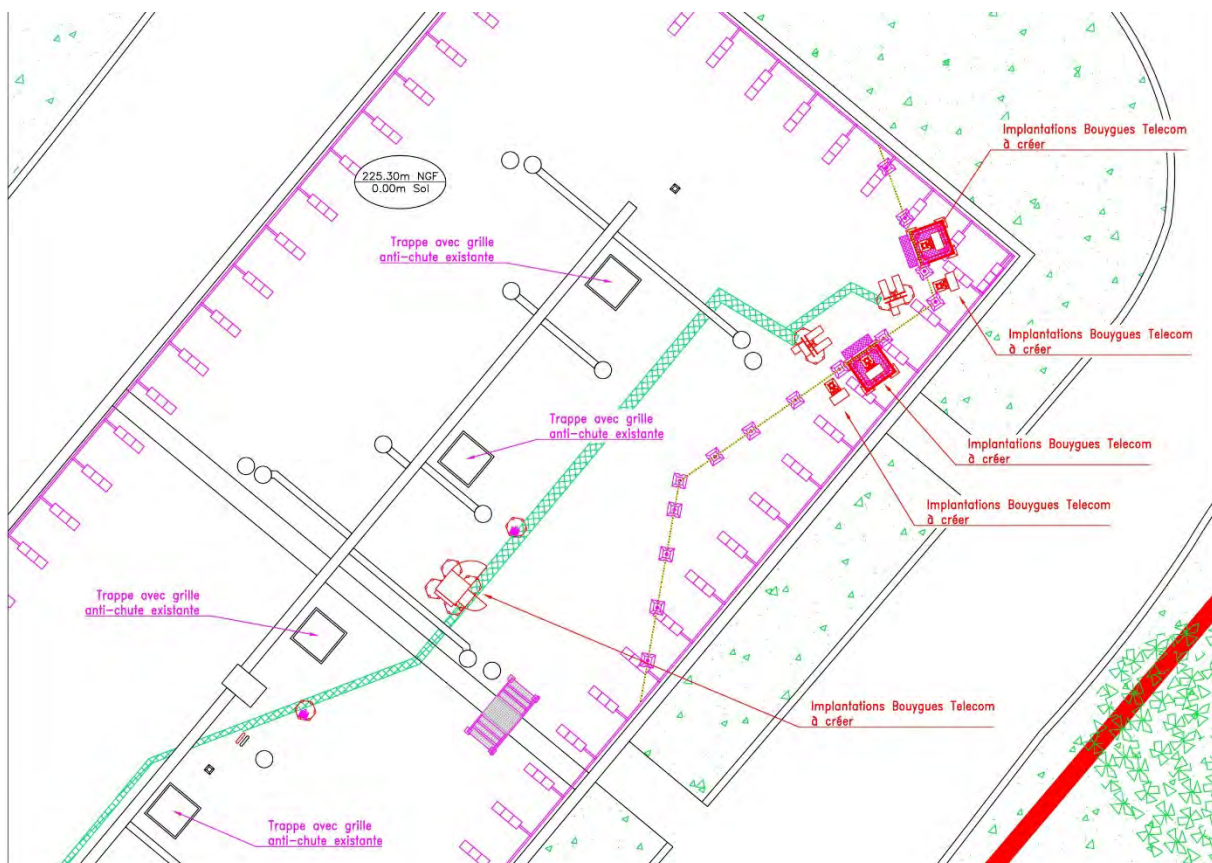 Implantations Bouygues Telecom
à créer
225.30m NGF
0.00m Sol
Trappe avec grille
anti-chute existante
Implantations Bouygues Telecom
à créer
Trappe avec grille
anti-chute existante
Implantations Bouygues Telecom
à créer
Implantations Bouygues Telecom
à créer
Trappe avec grille
anti-chute existante
Implantations Bouygues Telecom
à créer
Trappe avec grille
anti-chute existante